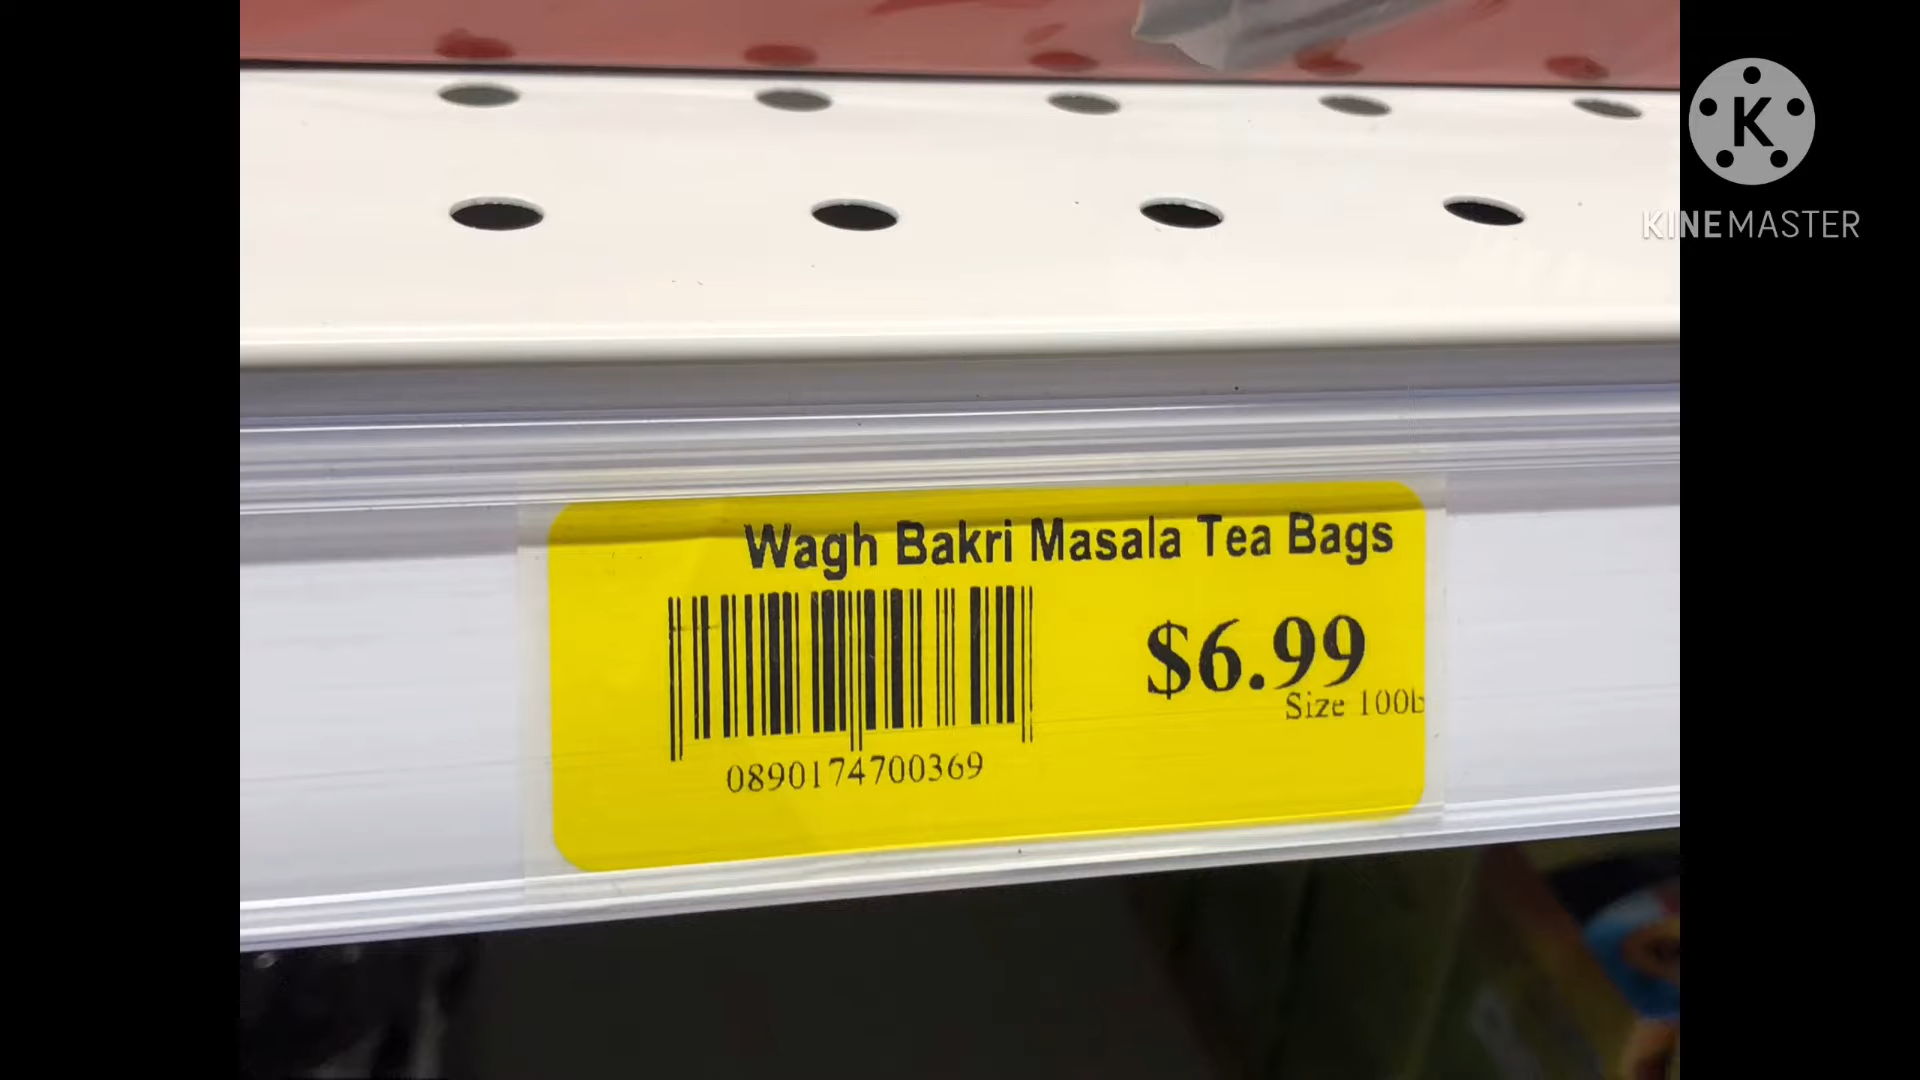 Wagh Bakri Masala Tea Bags
$6.99
Size 100b
0890174700369
K
KINEMASTER